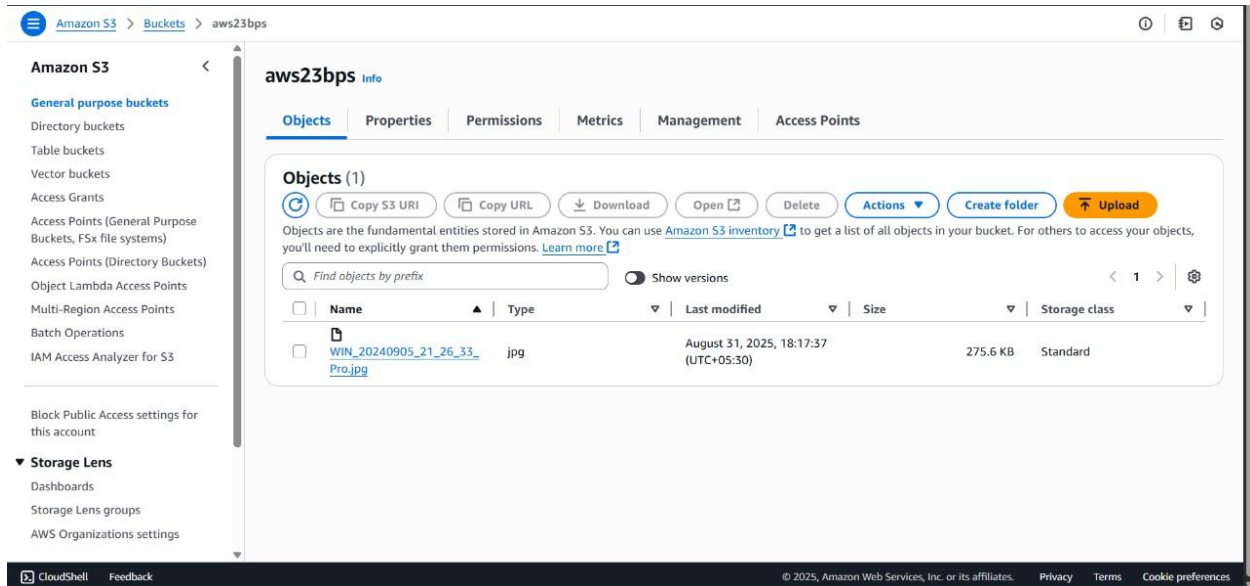 Amazon S3 > Buckets > aws23bps
Amazon S3
General purpose buckets
Directory buckets
Table buckets
Vector buckets
Access Grants
Access Points (General Purpose
Buckets, FSx file systems)
Access Points (Directory Buckets)
Object Lambda Access Points
Multi-Region Access Points
Batch Operations
IAM Access Analyzer for S3
Block Public Access settings for
this account
Storage Lens
Dashboards
Storage Lens groups
AWS Organizations settings
aws23bps Info
Objects Properties Permissions Metrics Management Access Points
Objects (1)
Copy S3 URI Copy URL Download Open Delete Actions Create folder Upload
Objects are the fundamental entities stored in Amazon S3. You can use Amazon S3 inventory to get a list of all objects in your bucket. For others to access your objects,
you'll need to explicitly grant them permissions. Learn more
Find objects by prefix Show versions 1
Name Type Last modified Size Storage class
WIN_20240905_21_26_33_
Pro.jpg
jpg
August 31, 2025, 18:17:37
(UTC+05:30)
275.6 KB
Standard
CloudShell Feedback © 2025, Amazon Web Services, Inc. or its affiliates. Privacy Terms Cookie preferences